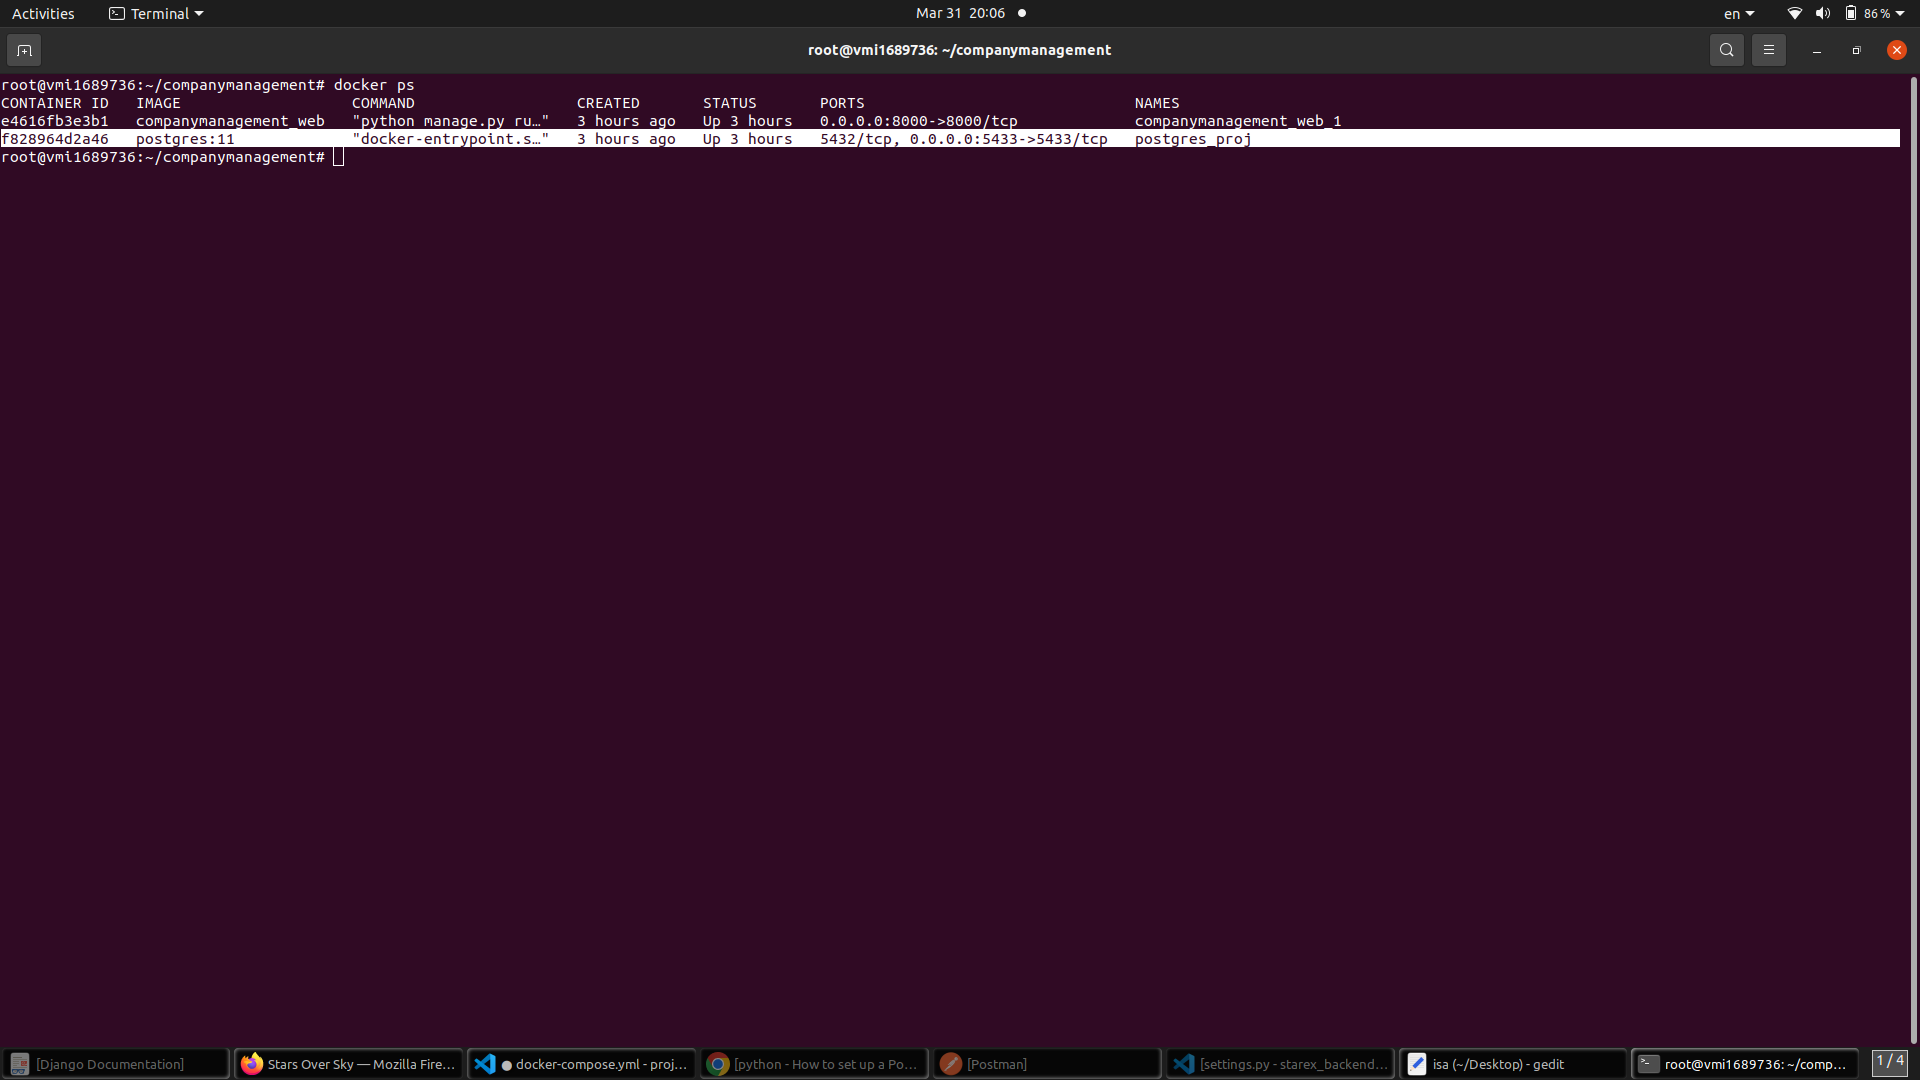 Activities Terminal Mar 31 20:06 en 86%
root@vmi1689736: ~/companymanagement
root@vmi1689736:~/companymanagement# docker ps
CONTAINER ID IMAGE COMMAND CREATED STATUS PORTS NAMES
e4616fb3e3b1 companymanagement_web "python manage.py ru…" 3 hours ago Up 3 hours 0.0.0.0:8000->8000/tcp companymanagement_web_1
f828964d2a46 postgres:11 "docker-entrypoint.s…" 3 hours ago Up 3 hours 5432/tcp, 0.0.0.0:5433->5433/tcp postgres_proj
root@vmi1689736:~/companymanagement#
[Django Documentation] Stars Over Sky — Mozilla Fire… ● docker-compose.yml - proj… [python - How to set up a Po… [Postman] [settings.py - starex_backend… isa (~/Desktop) - gedit root@vmi1689736: ~/comp… 1 / 4